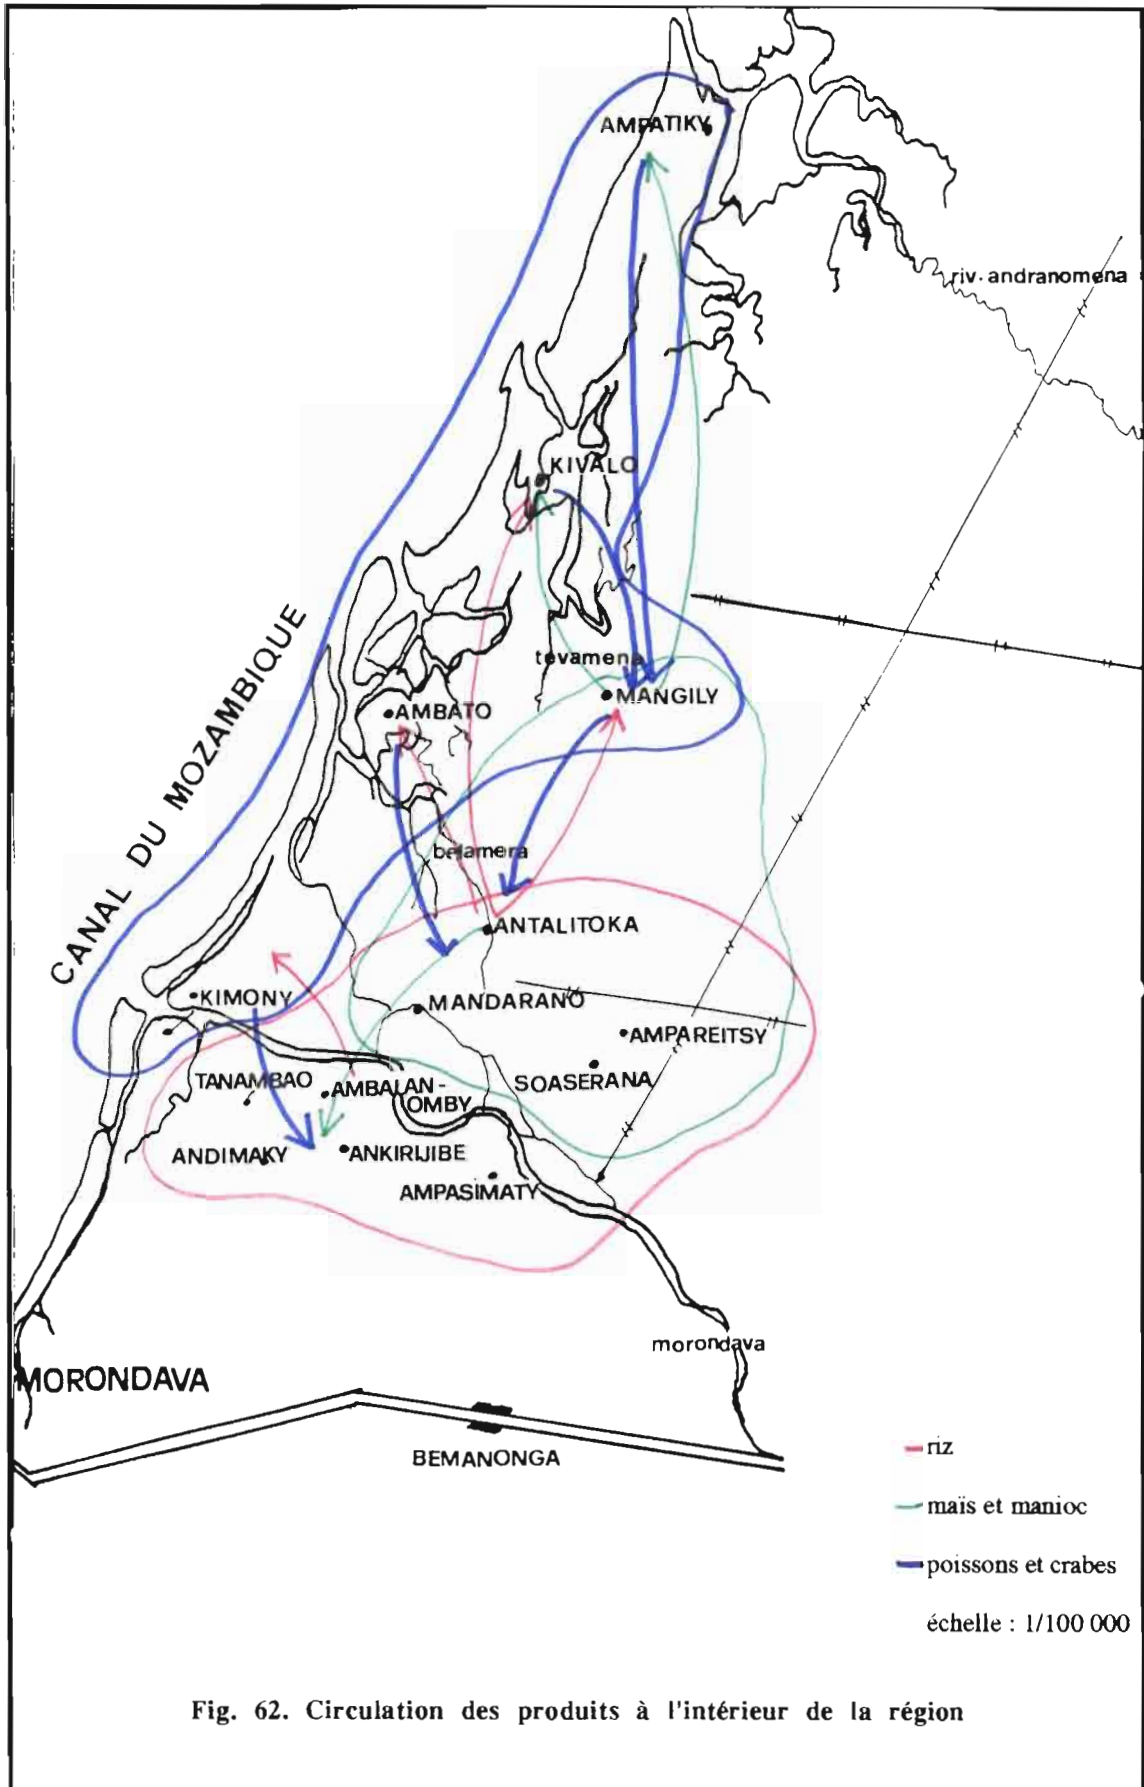 AMPATIKY
riv. andranomena
KIVALO
CANAL DU MOZAMBIQUE
tevamena
MANGILY
AMBATO
belamera
ANTALITOKA
KIMONY
MANDARANO
AMPAREITSY
TANAMBAO
AMBALAN-
OMBY
SOASERANA
ANDIMAKY
ANKIRIJIBE
AMPASIMATY
morondava
MORONDAVA
BEMANONGA
riz
maïs et manioc
poissons et crabes
échelle : 1/100 000
Fig. 62. Circulation des produits à l'intérieur de la région